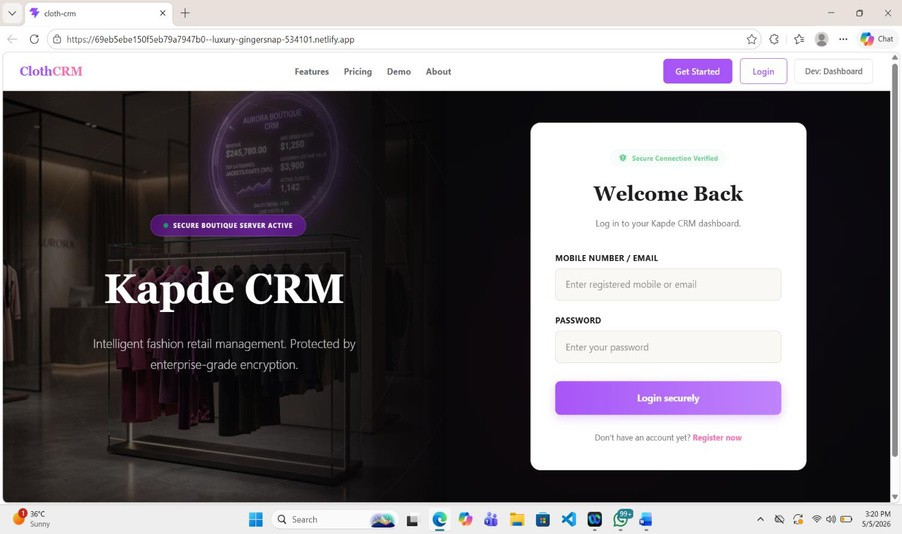 cloth-crm
https://69eb5ebe150f5eb79a7947b0--luxury-gingersnap-534101.netlify.app
Chat
ClothCRM
Features
Pricing
Demo
About
Get Started
Login
Dev: Dashboard
AURORA BOUTIQUE
CRM
$245,780.00
$1,250
$3,900
1,142
AURORA
SECURE BOUTIQUE SERVER ACTIVE
Kapde CRM
Intelligent fashion retail management. Protected by
enterprise-grade encryption.
Secure Connection Verified
Welcome Back
Log in to your Kapde CRM dashboard.
MOBILE NUMBER / EMAIL
Enter registered mobile or email
PASSWORD
Enter your password
Login securely
Don't have an account yet? Register now
1
36°C
Sunny
Search
99+
3:20 PM
5/5/2026